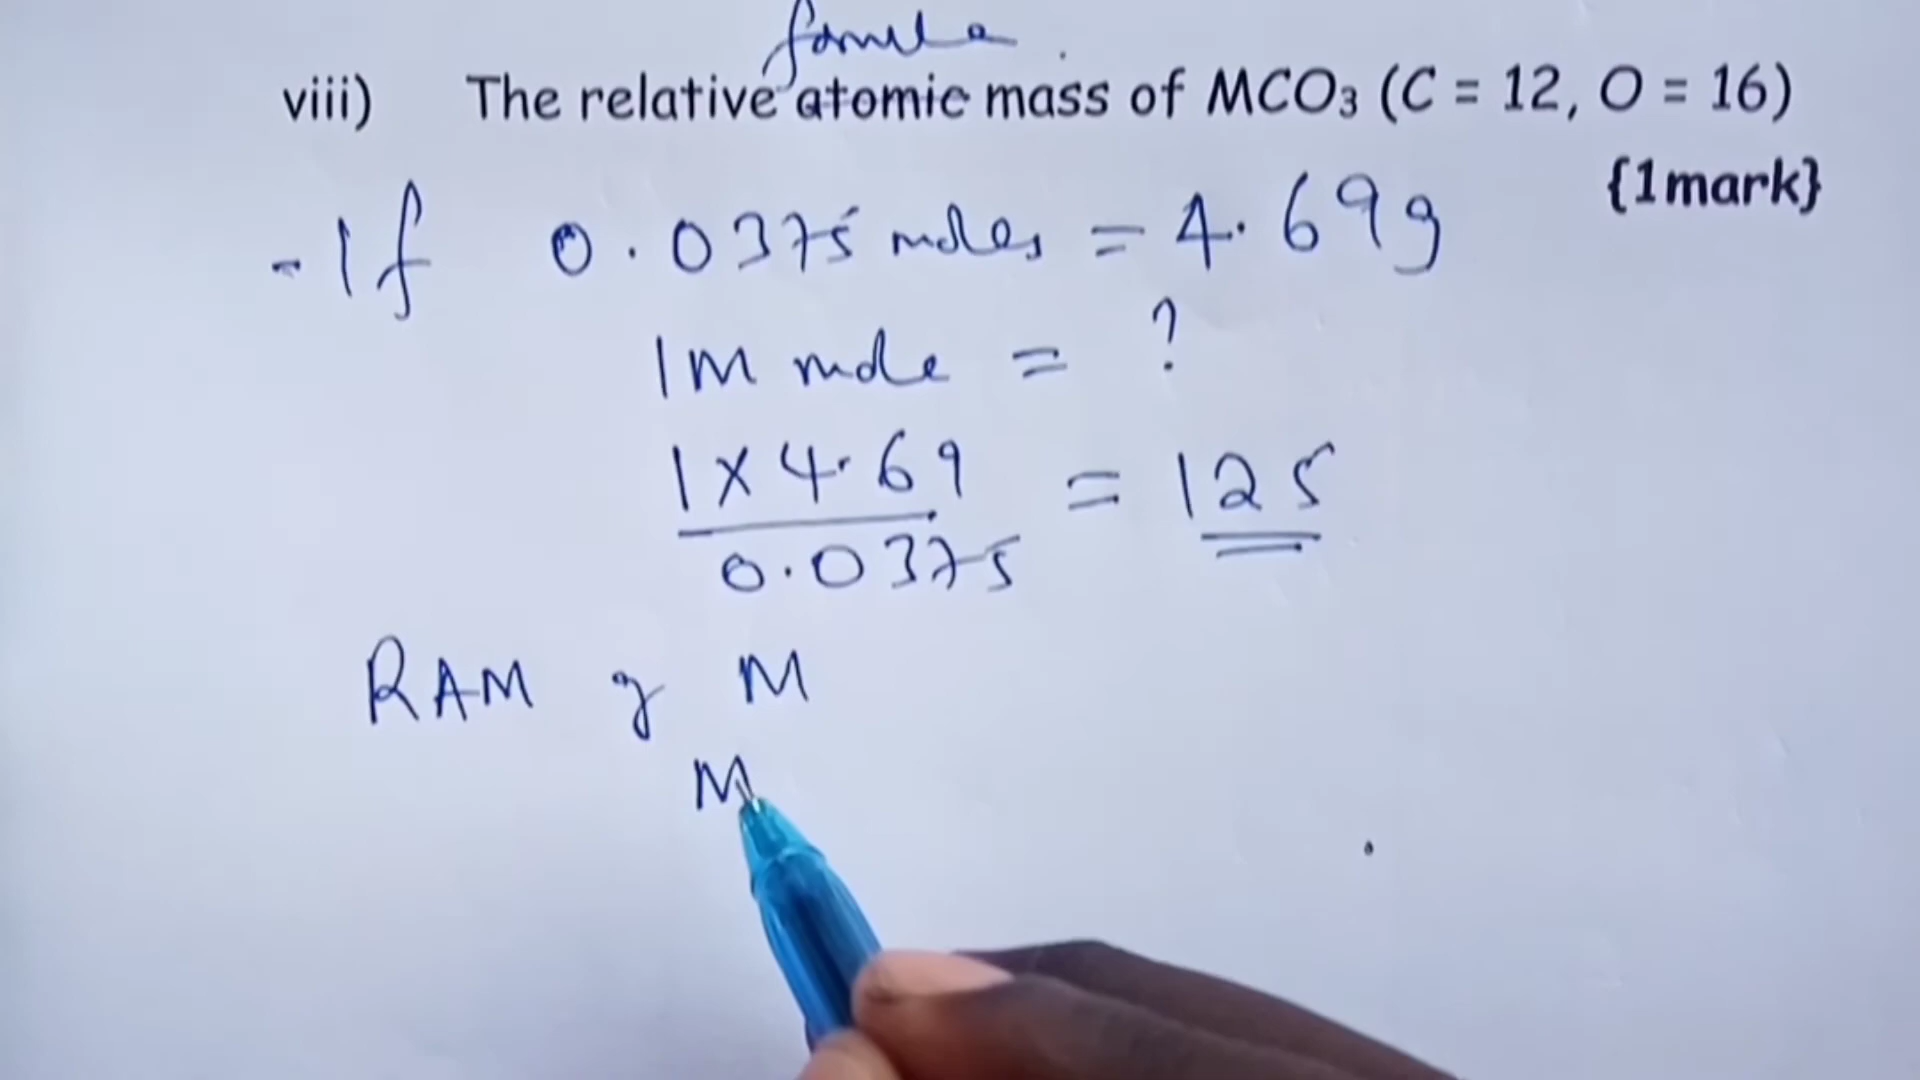 formula
viii) The relative atomic mass of MCO₃ (C = 12, O = 16)
{1mark}
- If 0.0375 moles = 4.69g
1M mole = ?
1 X 4.69
0.0375
= 125
RAM of M
M